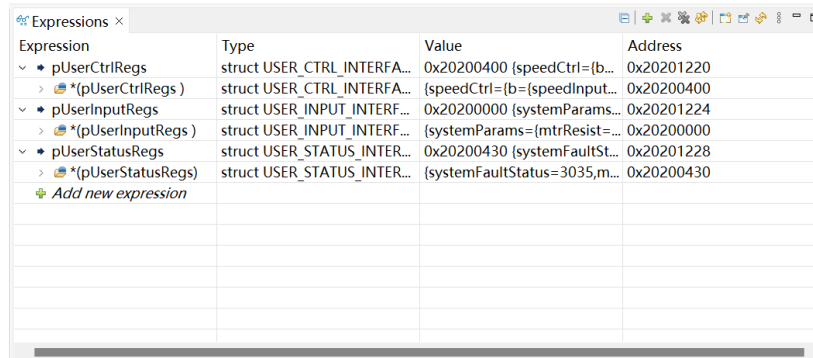 Expressions ×
Expression Type Value Address
pUserCtrlRegs struct USER_CTRL_INTERFA... 0x20200400 {speedCtrl={b... 0x20201220
*(pUserCtrlRegs ) struct USER_CTRL_INTERFA... {speedCtrl={b={speedInput... 0x20200400
pUserInputRegs struct USER_INPUT_INTERF... 0x20200000 {systemParams... 0x20201224
*(pUserInputRegs ) struct USER_INPUT_INTERF... {systemParams={mtrResist=... 0x20200000
pUserStatusRegs struct USER_STATUS_INTER... 0x20200430 {systemFaultSt... 0x20201228
*(pUserStatusRegs) struct USER_STATUS_INTER... {systemFaultStatus=3035,m... 0x20200430
Add new expression